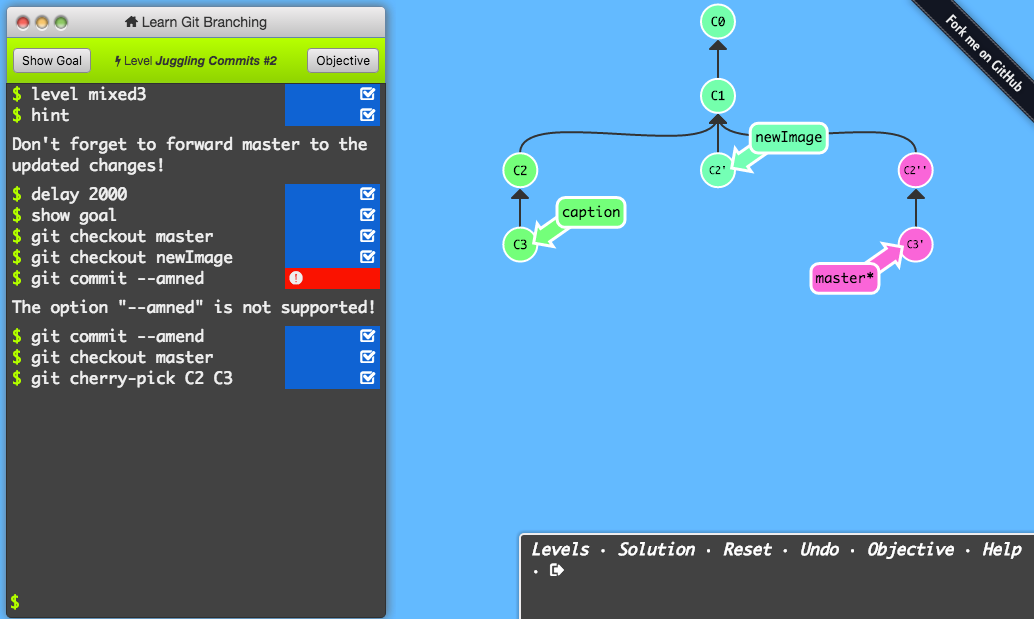 Learn Git Branching
Show Goal
Level Juggling Commits #2
Objective
$ level mixed3
$ hint
Don't forget to forward master to the
updated changes!
$ delay 2000
$ show goal
$ git checkout master
$ git checkout newImage
$ git commit --amned
The option "--amned" is not supported!
$ git commit --amend
$ git checkout master
$ git cherry-pick C2 C3
$
C0
C1
newImage
C2
C2'
C2''
caption
C3
C3'
master*
Fork me on GitHub
Levels · Solution · Reset · Undo · Objective · Help
·